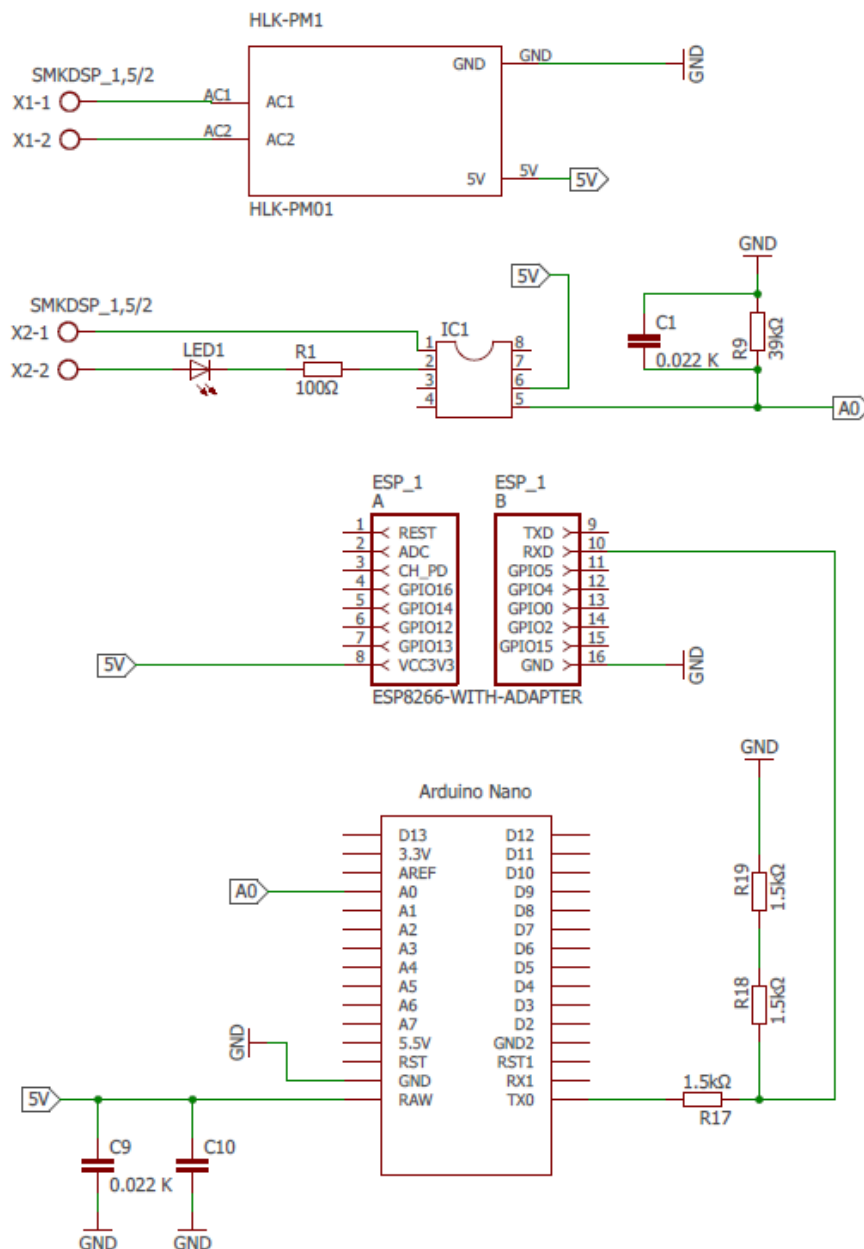 HLK-PM1
SMKDSP_1,5/2
X1-1
X1-2
AC1
AC2
AC1
AC2
GND
GND
GND
5V
5V
5V
HLK-PM01
SMKDSP_1,5/2
X2-1
X2-2
LED1
R1
100Ω
IC1
1
2
3
4
8
7
6
5
5V
GND
C1
0.022 K
R9
39kΩ
A0
ESP_1
A
1 REST
2 ADC
3 CH_PD
4 GPIO16
5 GPIO14
6 GPIO12
7 GPIO13
8 VCC3V3
5V
ESP_1
B
TXD 9
RXD 10
GPIO5 11
GPIO4 12
GPIO0 13
GPIO2 14
GPIO15 15
GND 16
GND
ESP8266-WITH-ADAPTER
Arduino Nano
D13
3.3V
AREF
A0
A1
A2
A3
A4
A5
A6
A7
5.5V
RST
GND
RAW
D12
D11
D10
D9
D8
D7
D6
D5
D4
D3
D2
GND2
RST1
RX1
TX0
A0
GND
5V
C9
0.022 K
C10
GND
GND
GND
R19
1.5kΩ
R18
1.5kΩ
1.5kΩ
R17